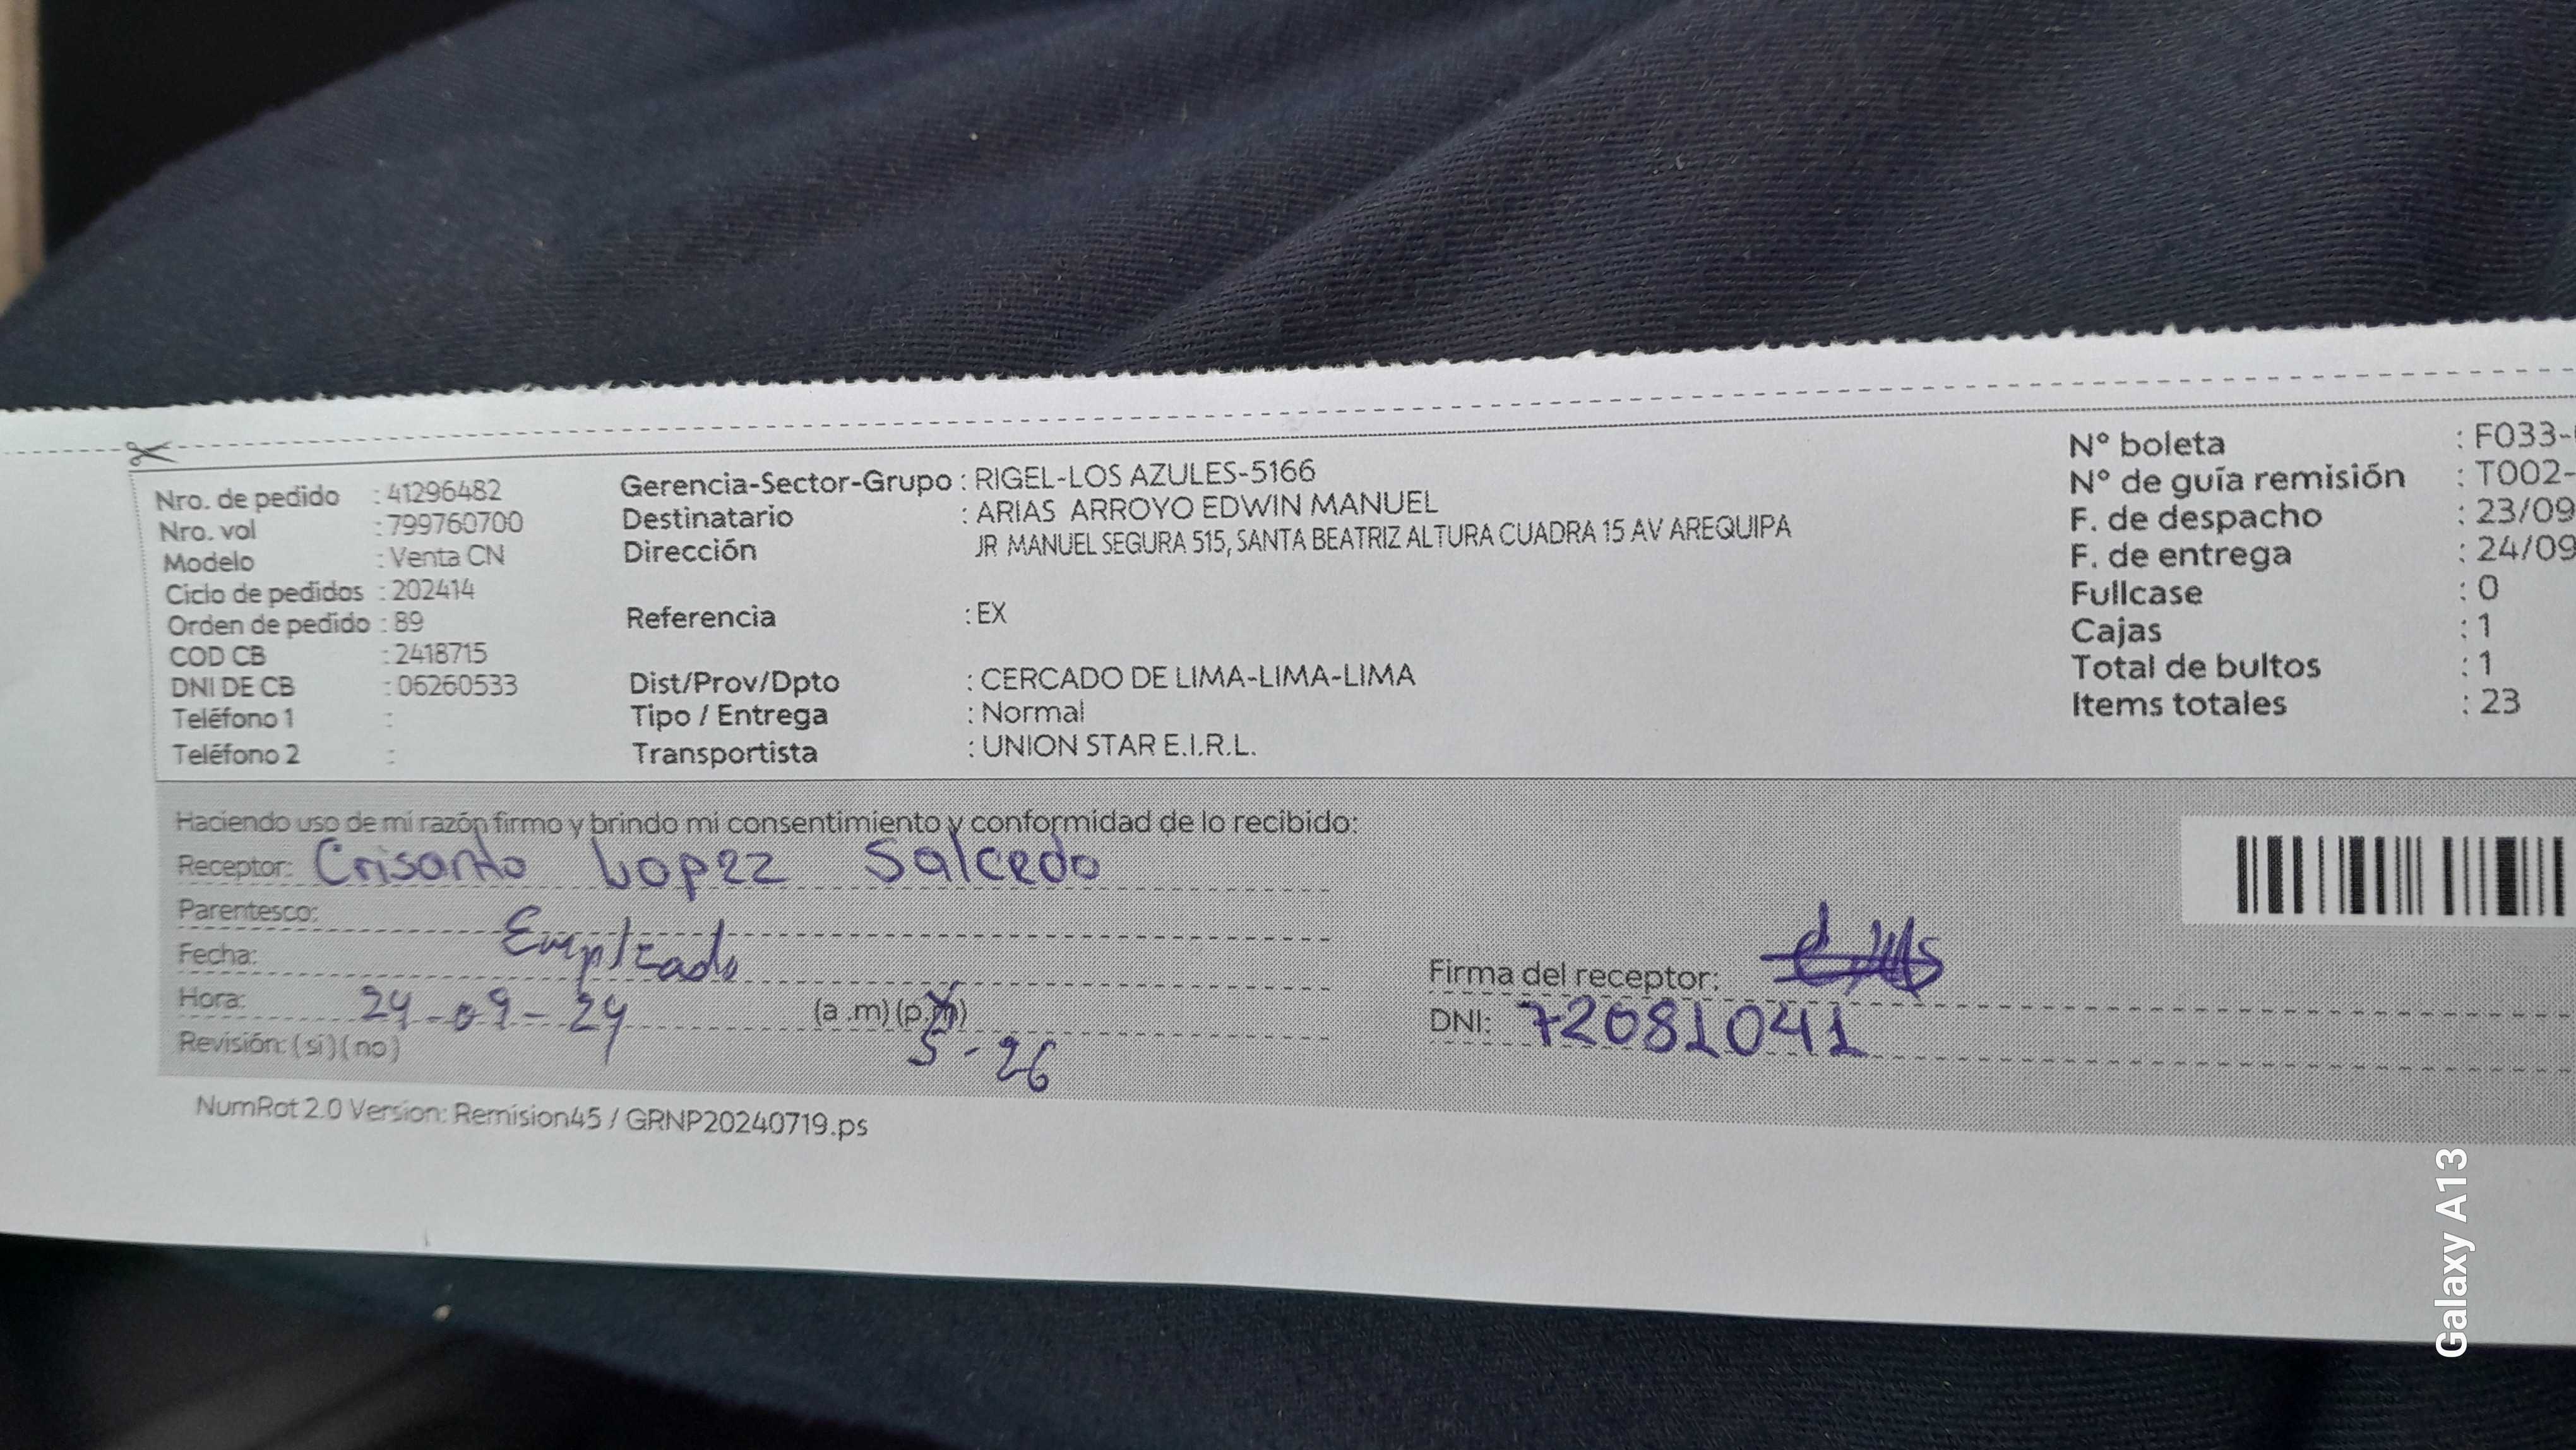 Nro. de pedido : 41296482
Nro. vol : 799760700
Modelo : Venta CN
Ciclo de pedidos : 202414
Orden de pedido : 89
COD CB : 2418715
DNI DE CB : 06260533
Teléfono 1 :
Teléfono 2 :
Gerencia-Sector-Grupo : RIGEL-LOS AZULES-5166
Destinatario : ARIAS ARROYO EDWIN MANUEL
Dirección JR MANUEL SEGURA 515, SANTA BEATRIZ ALTURA CUADRA 15 AV AREQUIPA
Referencia : EX
Dist/Prov/Dpto : CERCADO DE LIMA-LIMA-LIMA
Tipo / Entrega : Normal
Transportista : UNION STAR E.I.R.L.
N° boleta : F033-
N° de guía remisión : T002-
F. de despacho : 23/09
F. de entrega : 24/09
Fullcase : 0
Cajas : 1
Total de bultos : 1
Items totales : 23
Haciendo uso de mi razón firmo y brindo mi consentimiento y conformidad de lo recibido:
Receptor: Crisanto Lopez Salcedo
Parentesco:
Empleado
Fecha:
Hora: 24-09-24 (a .m) (p.m)
5-26
Revisión: (si) (no)
Firma del receptor:
DNI: 72081041
NumRot 2.0 Version: Remision45 / GRNP20240719.ps
Galaxy A13